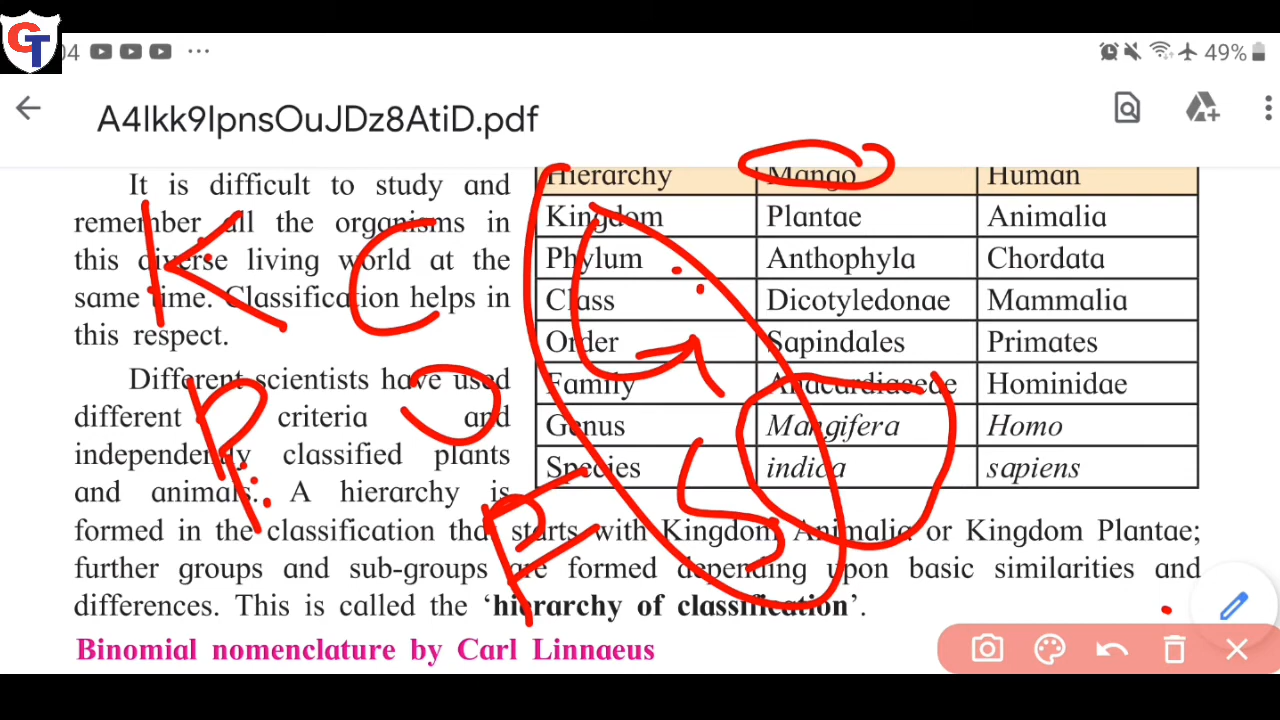 GT
04 ... 49%
A4Ikk9IpnsOuJDz8AtiD.pdf
It is difficult to study and
remember all the organisms in
this diverse living world at the
same time. Classification helps in
this respect.
Different scientists have used
different criteria and
independently classified plants
and animals. A hierarchy is
Hierarchy Mango Human
Kingdom Plantae Animalia
Phylum Anthophyla Chordata
Class Dicotyledonae Mammalia
Order Sapindales Primates
Family Anacardiaceae Hominidae
Genus Mangifera Homo
Species indica sapiens
formed in the classification that starts with Kingdom Animalia or Kingdom Plantae;
further groups and sub-groups are formed depending upon basic similarities and
differences. This is called the ‘hierarchy of classification’.
Binomial nomenclature by Carl Linnaeus
K
P
C
O
F
G
S